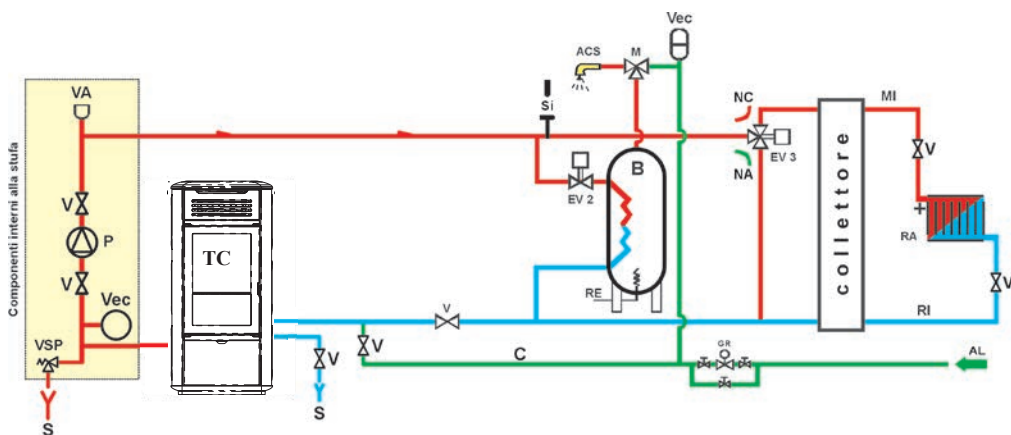 Vec
ACS
M
VA
Si
NC
MI
EV 3
V
B
NA
V
EV 2
Componenti interni alla stufa
P
TC
collettore
+
RA
V
RE
V
Vec
V
RI
VSP
V
V
C
GR
AL
S
S